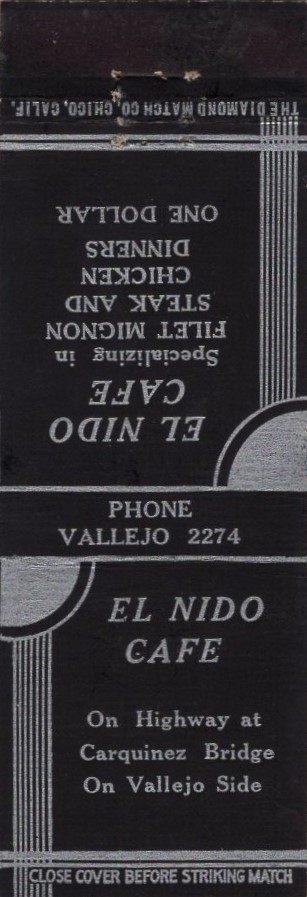 THE DIAMOND MATCH CO., CHICO, CALIF.
EL NIDO
CAFE
Specializing in
FILET MIGNON
STEAK AND
CHICKEN
DINNERS
ONE DOLLAR
PHONE
VALLEJO 2274
EL NIDO
CAFE
On Highway at
Carquinez Bridge
On Vallejo Side
CLOSE COVER BEFORE STRIKING MATCH